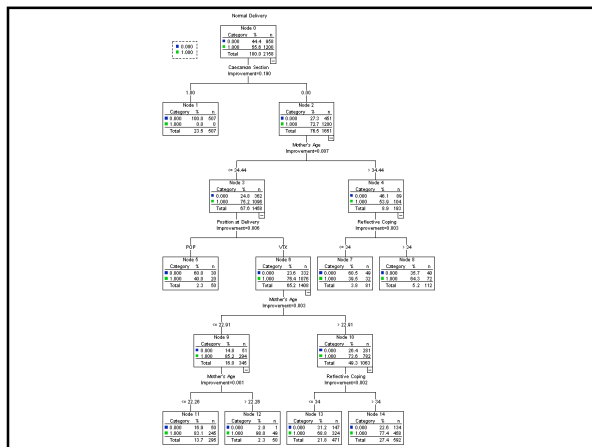 Normal Delivery
0.000
1.000
Node 0
Category % n
0.000 44.4 958
1.000 55.6 1200
Total 100.0 2158
Caesarean Section
Improvement=0.180
1.00
0.00
Node 1
Category % n
0.000 100.0 507
1.000 0.0 0
Total 23.5 507
Node 2
Category % n
0.000 27.3 451
1.000 72.7 1200
Total 76.5 1651
Mother's Age
Improvement=0.007
<= 34.44
> 34.44
Node 3
Category % n
0.000 24.8 362
1.000 75.2 1096
Total 67.6 1458
Node 4
Category % n
0.000 46.1 89
1.000 53.9 104
Total 8.9 193
Position at Delivery
Improvement=0.006
Reflective Coping
Improvement=0.003
POP
VTX
<= 34
> 34
Node 5
Category % n
0.000 60.0 30
1.000 40.0 20
Total 2.3 50
Node 6
Category % n
0.000 23.6 332
1.000 76.4 1076
Total 65.2 1408
Node 7
Category % n
0.000 60.5 49
1.000 39.5 32
Total 3.8 81
Node 8
Category % n
0.000 35.7 40
1.000 64.3 72
Total 5.2 112
Mother's Age
Improvement=0.003
<= 22.91
> 22.91
Node 9
Category % n
0.000 14.8 51
1.000 85.2 294
Total 16.0 345
Node 10
Category % n
0.000 26.4 281
1.000 73.6 782
Total 49.3 1063
Mother's Age
Improvement=0.001
Reflective Coping
Improvement=0.002
<= 22.26
> 22.26
<= 34
> 34
Node 11
Category % n
0.000 16.9 50
1.000 83.1 245
Total 13.7 295
Node 12
Category % n
0.000 2.0 1
1.000 98.0 49
Total 2.3 50
Node 13
Category % n
0.000 31.2 147
1.000 68.8 324
Total 21.8 471
Node 14
Category % n
0.000 22.6 134
1.000 77.4 458
Total 27.4 592